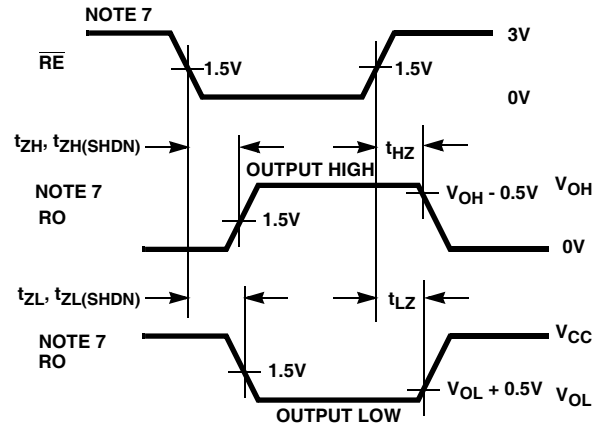 NOTE 7
RE
1.5V
1.5V
3V
0V
tZH, tZH(SHDN)
tHZ
OUTPUT HIGH
NOTE 7
RO
1.5V
VOH - 0.5V
VOH
0V
tZL, tZL(SHDN)
tLZ
NOTE 7
RO
1.5V
VCC
VOL + 0.5V
VOL
OUTPUT LOW